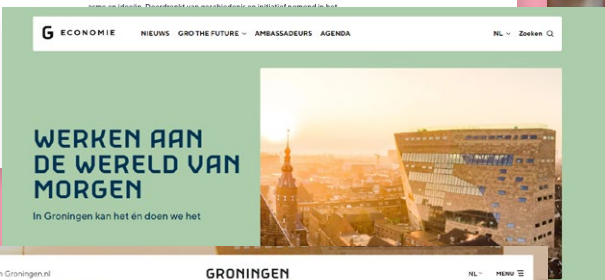 G ECONOMIE NIEUWS GRO THE FUTURE AMBASSADEURS AGENDA NL Zoeken
WERKEN AAN
DE WERELD VAN
MORGEN
In Groningen kan het én doen we het
Groningen.nl GRONINGEN NL MENU